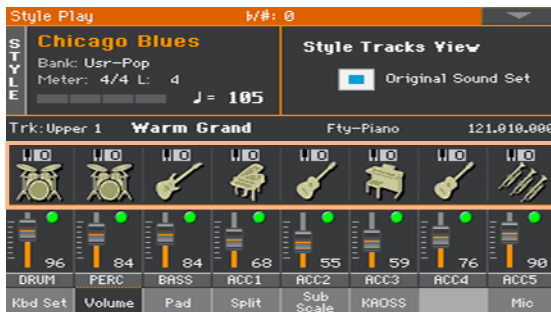 Style Play ♭/#: 0
STYLE
Chicago Blues
Bank: Usr-Pop
Meter: 4/4 L: 4
♩= 105
Style Tracks View
Original Sound Set
Trk: Upper 1 Warm Grand Fty-Piano 121.010.000
96 84 84 68 55 59 76 90
DRUM PERC BASS ACC1 ACC2 ACC3 ACC4 ACC5
Kbd Set Volume Pad Split Sub Scale KAOSS Mic